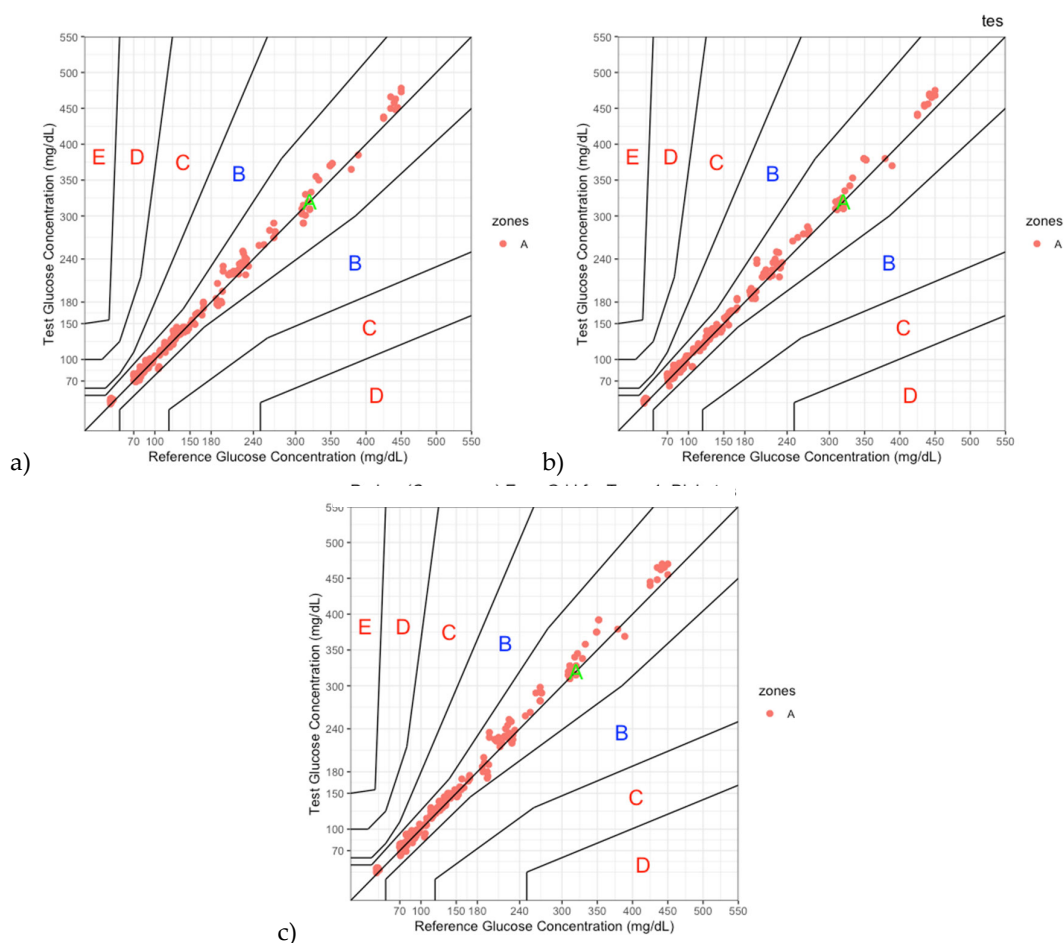 tes
550
500
450
400
350
300
240
180
150
100
70
Test Glucose Concentration (mg/dL)
E
D
C
B
A
B
C
D
70 100 150 180 240 300 350 400 450 550
Reference Glucose Concentration (mg/dL)
zones
A
a)
550
500
450
400
350
300
240
180
150
100
70
Test Glucose Concentration (mg/dL)
E
D
C
B
A
B
C
D
70 100 150 180 240 300 350 400 450 550
Reference Glucose Concentration (mg/dL)
zones
A
b)
550
500
450
400
350
300
240
180
150
100
70
Test Glucose Concentration (mg/dL)
E
D
C
B
A
B
C
D
70 100 150 180 240 300 350 400 450 550
Reference Glucose Concentration (mg/dL)
zones
A
c)